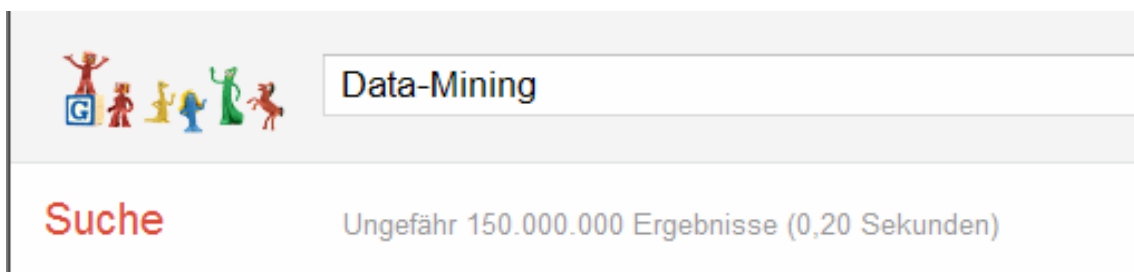 G
Data-Mining
Suche
Ungefähr 150.000.000 Ergebnisse (0,20 Sekunden)